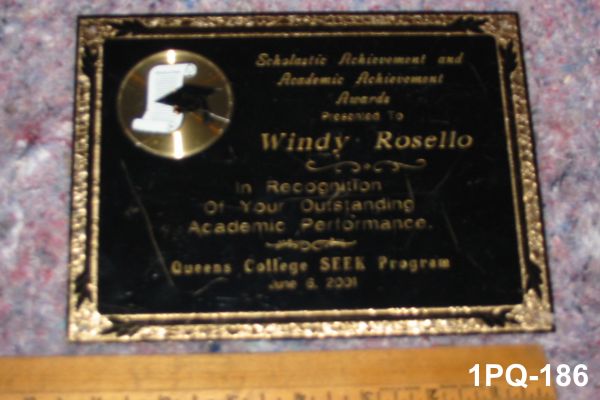 Scholastic Achievement and
Academic Achievement
Awards
Presented To
Windy Rosello
In Recognition
Of Your Outstanding
Academic Performance.
Queens College SEEK Program
June 6, 2001
1PQ-186